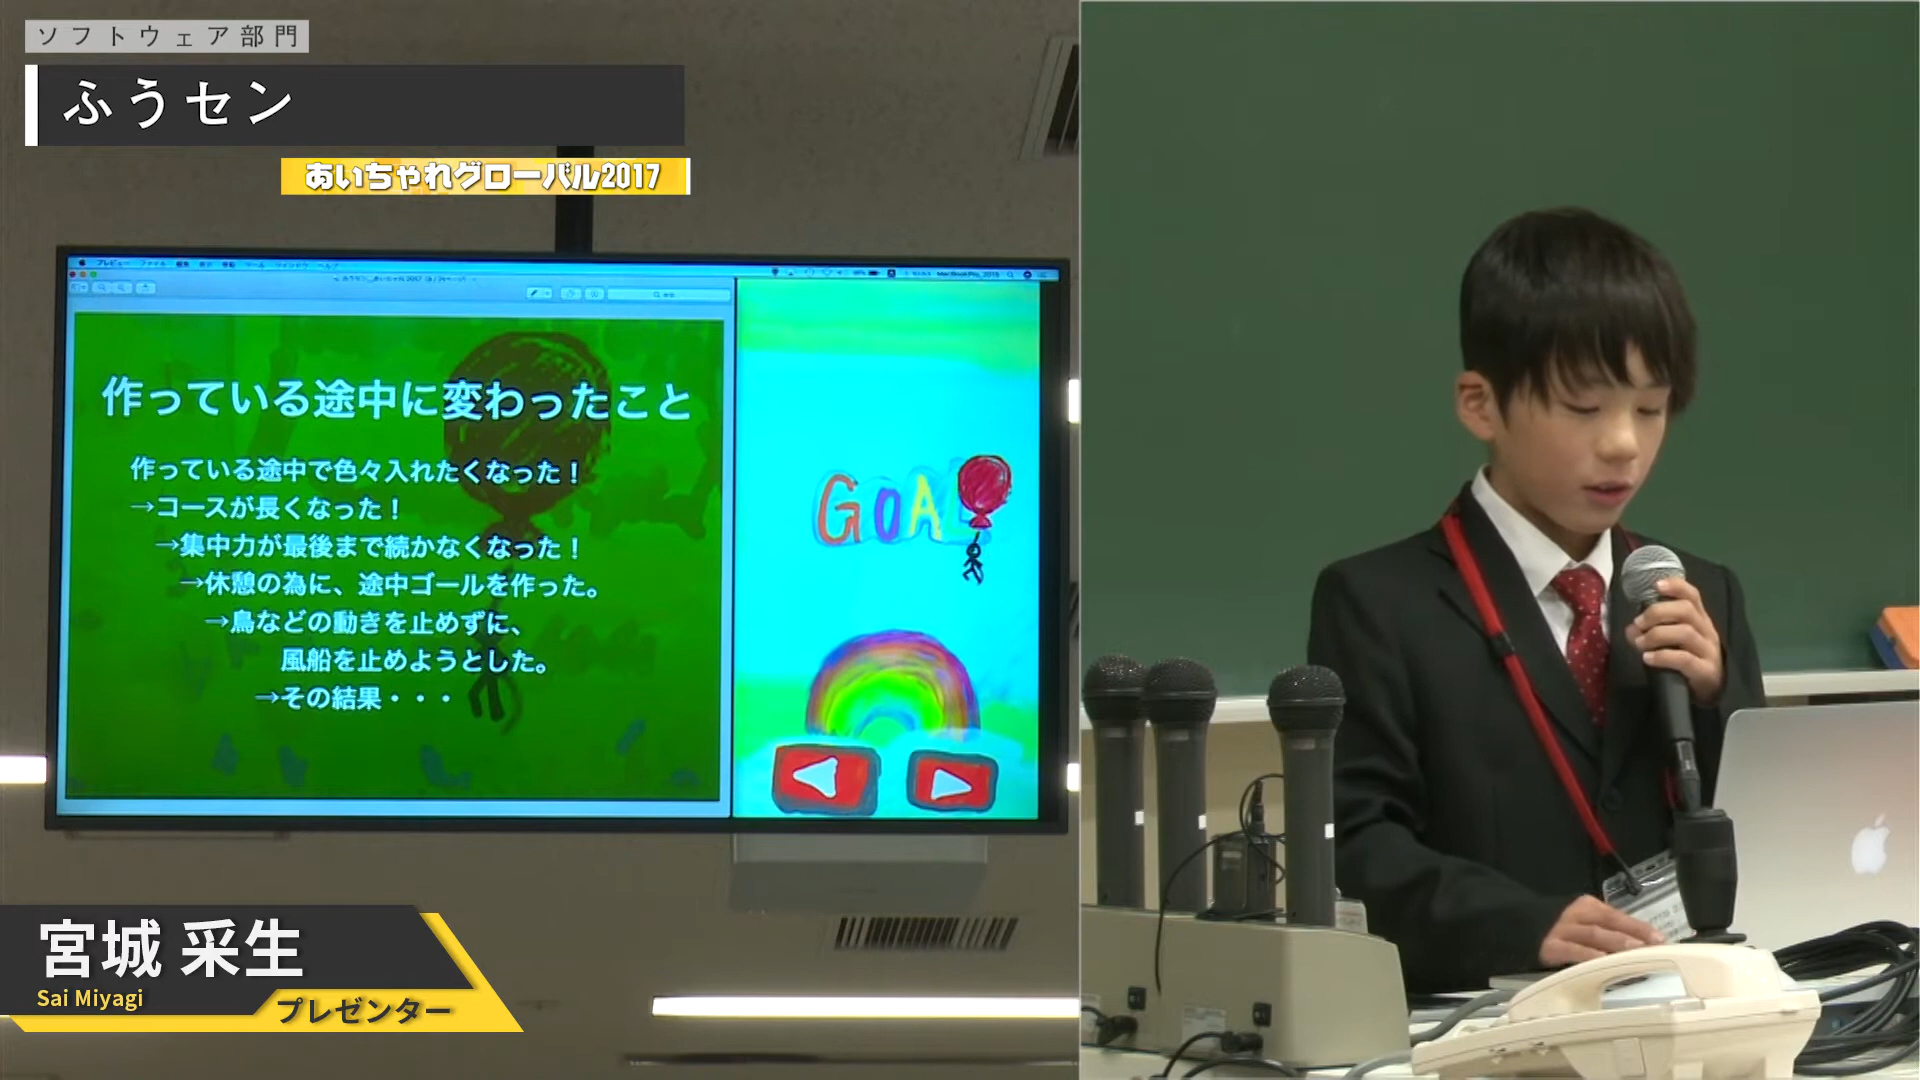 ソフトウェア部門
ふうセン
あいちゃれグローバル2017
作っている途中に変わったこと
作っている途中で色々入れたくなった！
→コースが長くなった！
→集中力が最後まで続かなくなった！
→休憩の為に、途中ゴールを作った。
→鳥などの動きを止めずに、
風船を止めようとした。
→その結果・・・
GOAL
宮城 采生
Sai Miyagi
プレゼンター